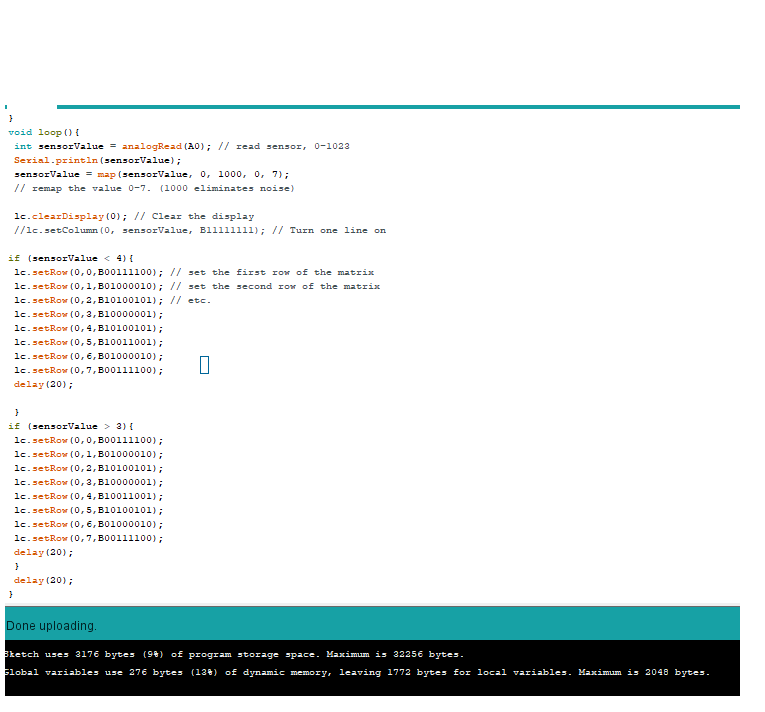 }
void loop(){
int sensorValue = analogRead(A0); // read sensor, 0-1023
Serial.println(sensorValue);
sensorValue = map(sensorValue, 0, 1000, 0, 7);
// remap the value 0-7. (1000 eliminates noise)
lc.clearDisplay(0); // Clear the display
//lc.setColumn(0, sensorValue, B11111111); // Turn one line on
if (sensorValue < 4){
lc.setRow(0,0,B00111100); // set the first row of the matrix
lc.setRow(0,1,B01000010); // set the second row of the matrix
lc.setRow(0,2,B10100101); // etc.
lc.setRow(0,3,B10000001);
lc.setRow(0,4,B10100101);
lc.setRow(0,5,B10011001);
lc.setRow(0,6,B01000010);
lc.setRow(0,7,B00111100);
delay(20);
}
if (sensorValue > 3){
lc.setRow(0,0,B00111100);
lc.setRow(0,1,B01000010);
lc.setRow(0,2,B10100101);
lc.setRow(0,3,B10000001);
lc.setRow(0,4,B10011001);
lc.setRow(0,5,B10100101);
lc.setRow(0,6,B01000010);
lc.setRow(0,7,B00111100);
delay(20);
}
delay(20);
}
Done uploading.
Sketch uses 3176 bytes (9%) of program storage space. Maximum is 32256 bytes.
Global variables use 276 bytes (13%) of dynamic memory, leaving 1772 bytes for local variables. Maximum is 2048 bytes.